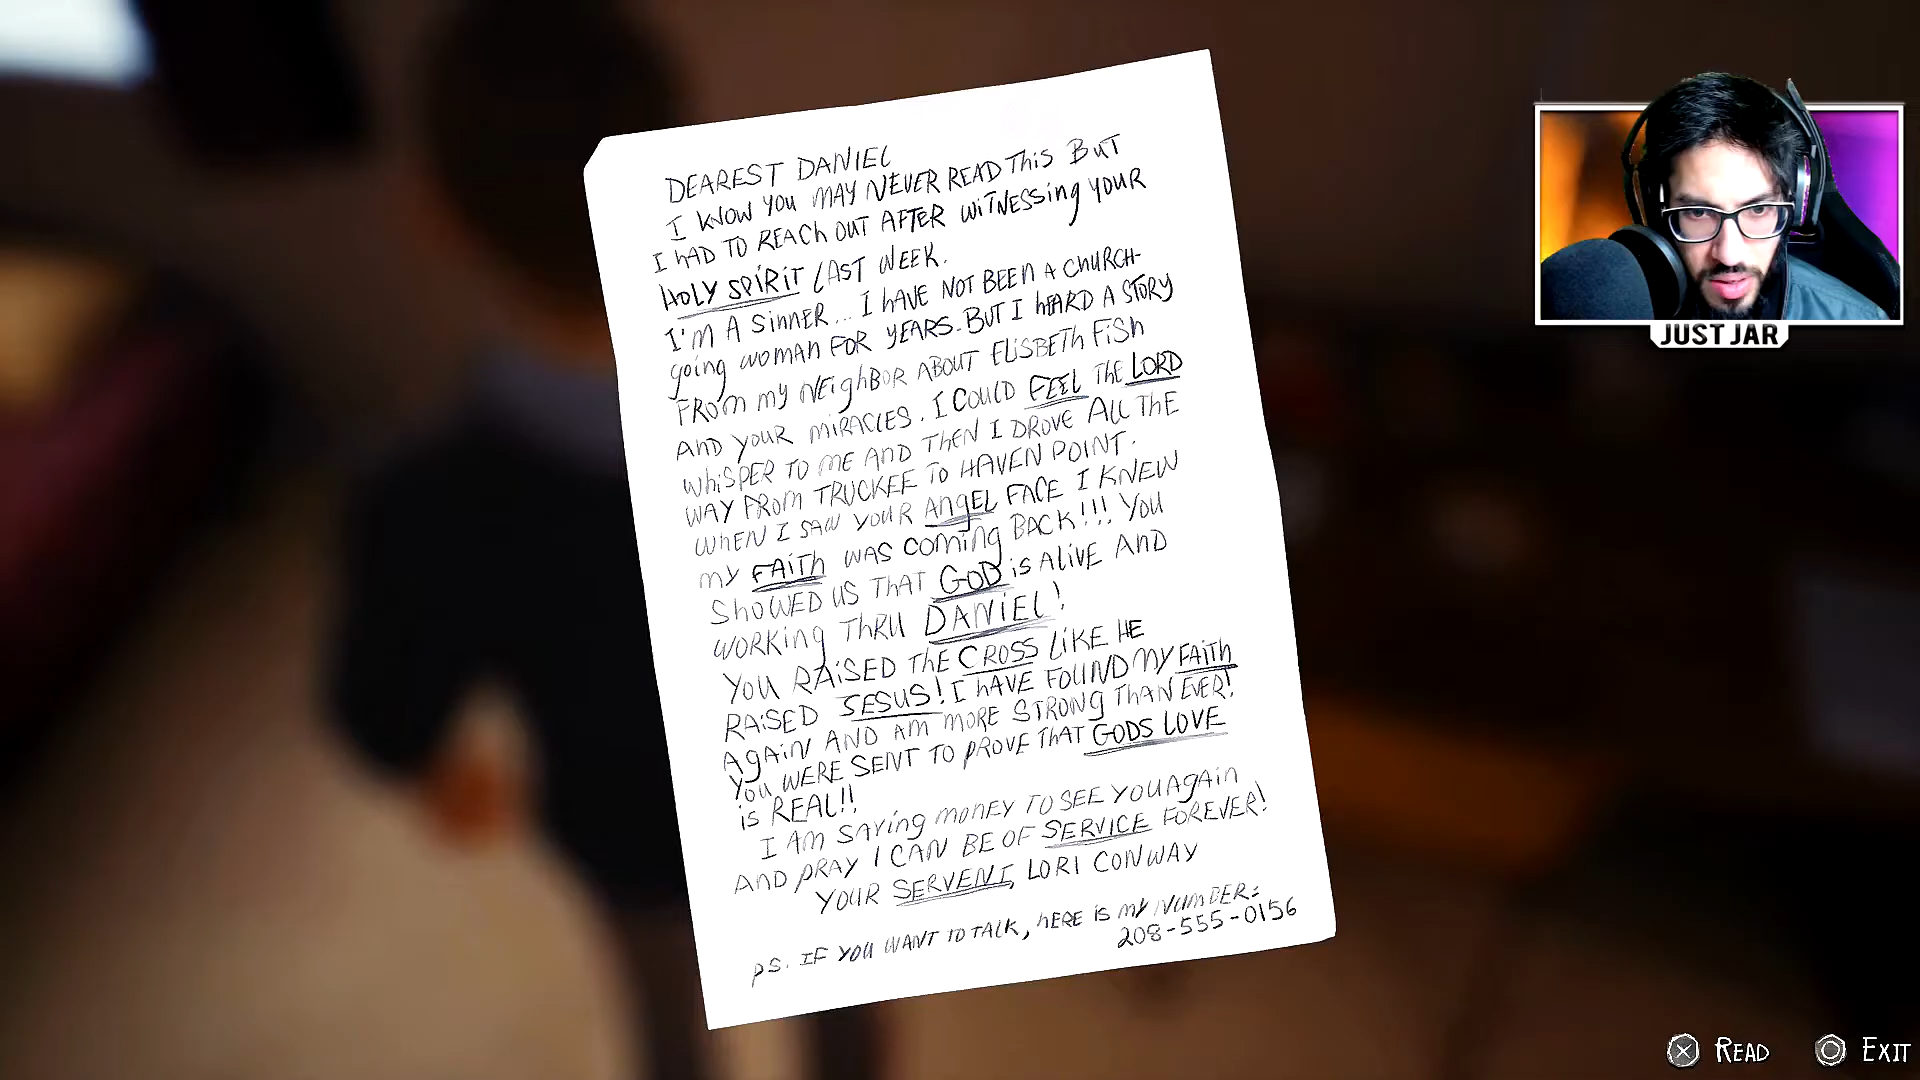 DEAREST DANIEL
I KNOW YOU MAY NEVER READ THiS BUT
I HAD TO REACH OUT AFTER WiTNESSing YOUR
HOLY SPIRIT LAST WEEK.
I'M A SiNNER... I HAVE NOT BEEN A CHURCH-
going WOMAN FOR YEARS. BUT I HEARD A STORY
FROM MY NEighBOR ABOUT ELiSBETH FiSH
AND YOUR MiRACLES. I COULD FEEL THE LORD
WHiSPER TO ME AND THEN I DROVE ALL THE
WAY FROM TRUCKEE TO HAVEN POINT.
WHEN I SAW YOUR ANgEL FACE I KNEW
MY FAiTH WAS COMing BACK!!! YOU
SHOWED US THAT GOD iS ALiVE AND
WORKing THRU DANiEL!
YOU RAiSED THE CROSS LiKE HE
RAiSED JESUS! I HAVE FOUND MY FAiTH
AgAiN AND AM MORE STRONG THAN EVER!
YOU WERE SENT TO PROVE THAT GODS LOVE
iS REAL!!
I AM SAVing MONEY TO SEE YOU AgAiN
AND PRAY I CAN BE OF SERVICE FOREVER!
YOUR SERVENT, LORI CONWAY
PS. IF YOU WANT TO TALK, HERE iS MY NUMBER:
208-555-0156
JUST JAR
READ EXIT